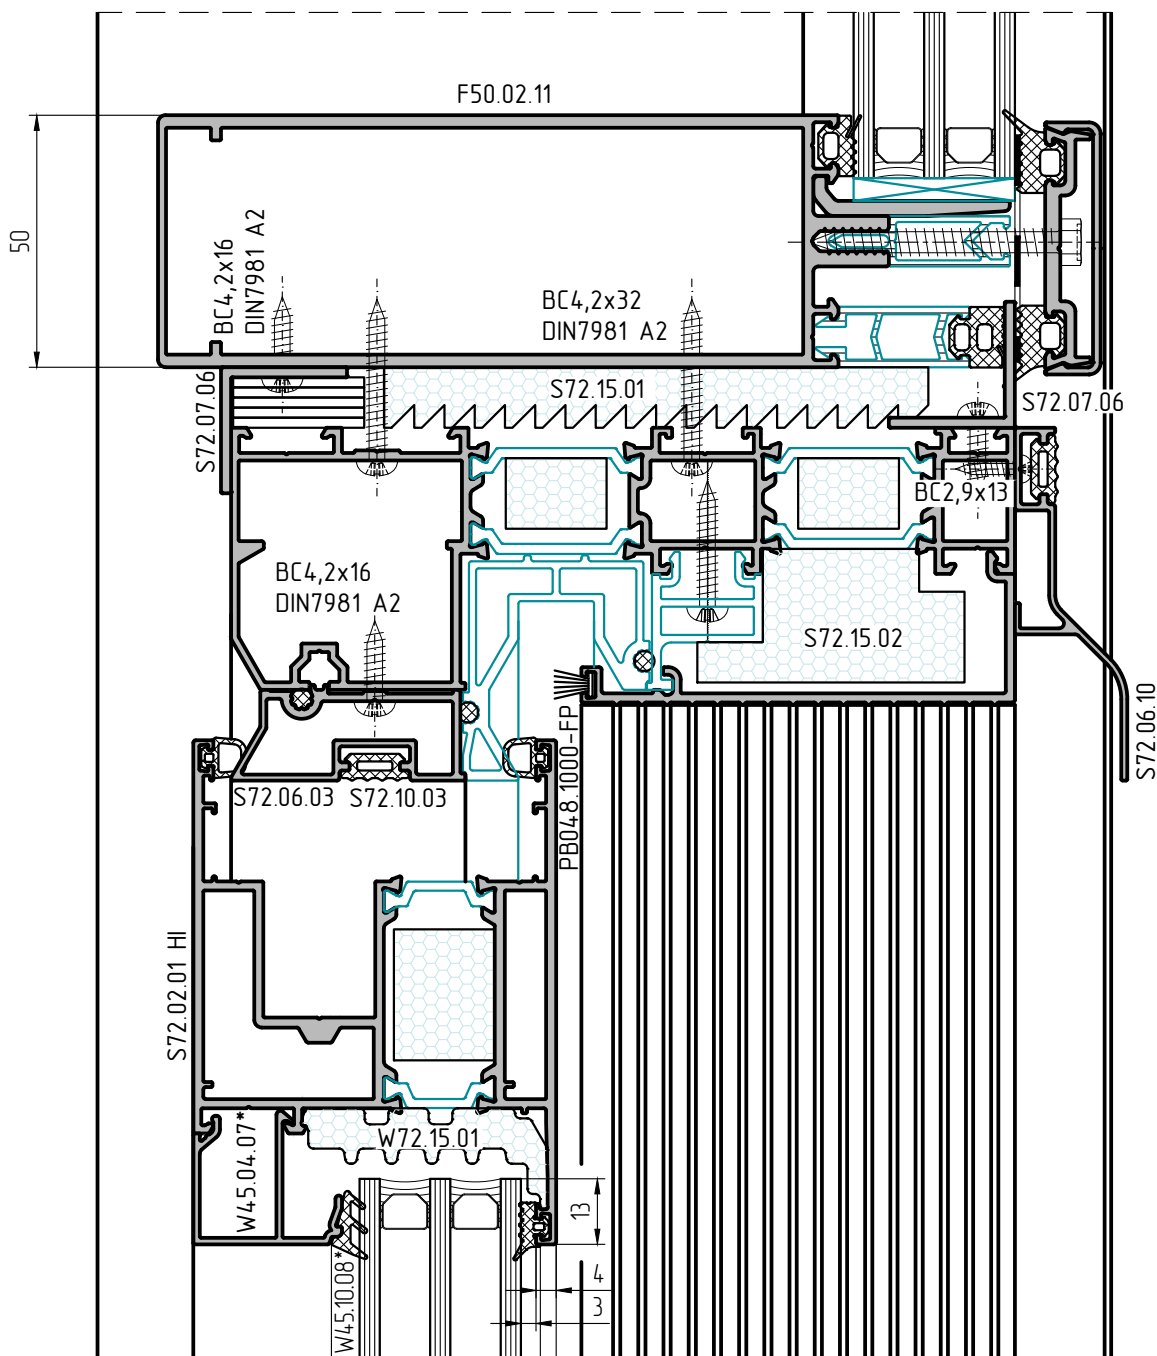 F50.02.11
50
BC4,2x16
DIN7981 A2
BC4,2x32
DIN7981 A2
S72.07.06
S72.15.01
S72.07.06
BC2,9x13
BC4,2x16
DIN7981 A2
S72.15.02
S72.06.10
PB048.1000-FP
S72.06.03
S72.10.03
S72.02.01 HI
W45.04.07*
W72.15.01
13
W45.10.08*
4
3